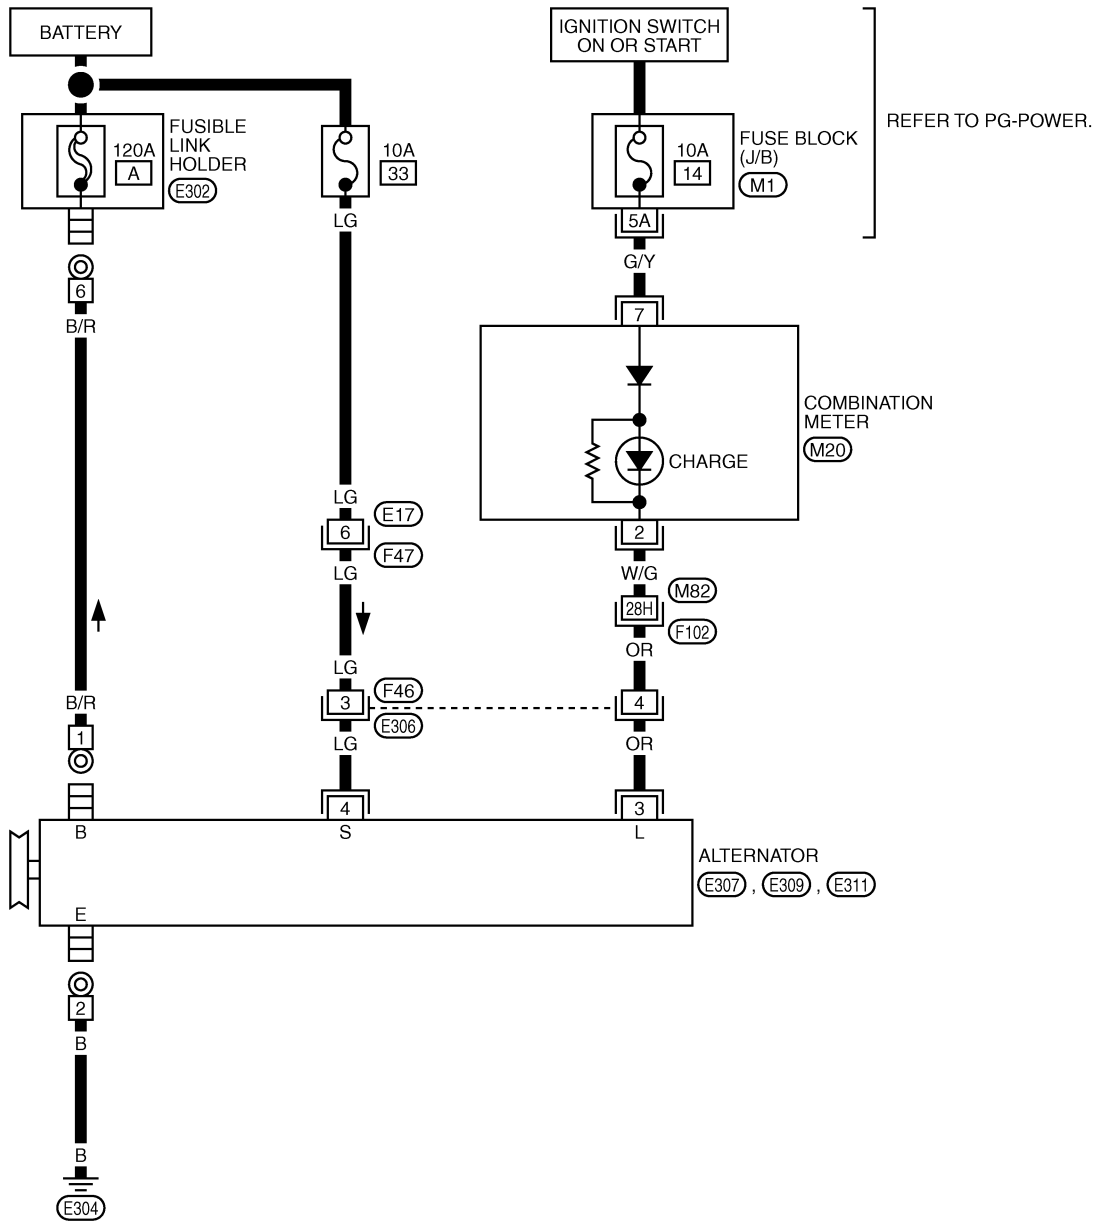 BATTERY
IGNITION SWITCH
ON OR START
REFER TO PG-POWER.
FUSIBLE
LINK
HOLDER
E302
120A
A
10A
33
10A
14
FUSE BLOCK
(J/B)
M1
LG
5A
G/Y
6
B/R
7
COMBINATION
METER
M20
CHARGE
LG
E17
6
F47
LG
2
W/G
M82
28H
F102
OR
LG
B/R
F46
3
E306
4
1
LG
OR
4
3
B
S
L
ALTERNATOR
E307 , E309 , E311
E
2
B
B
E304